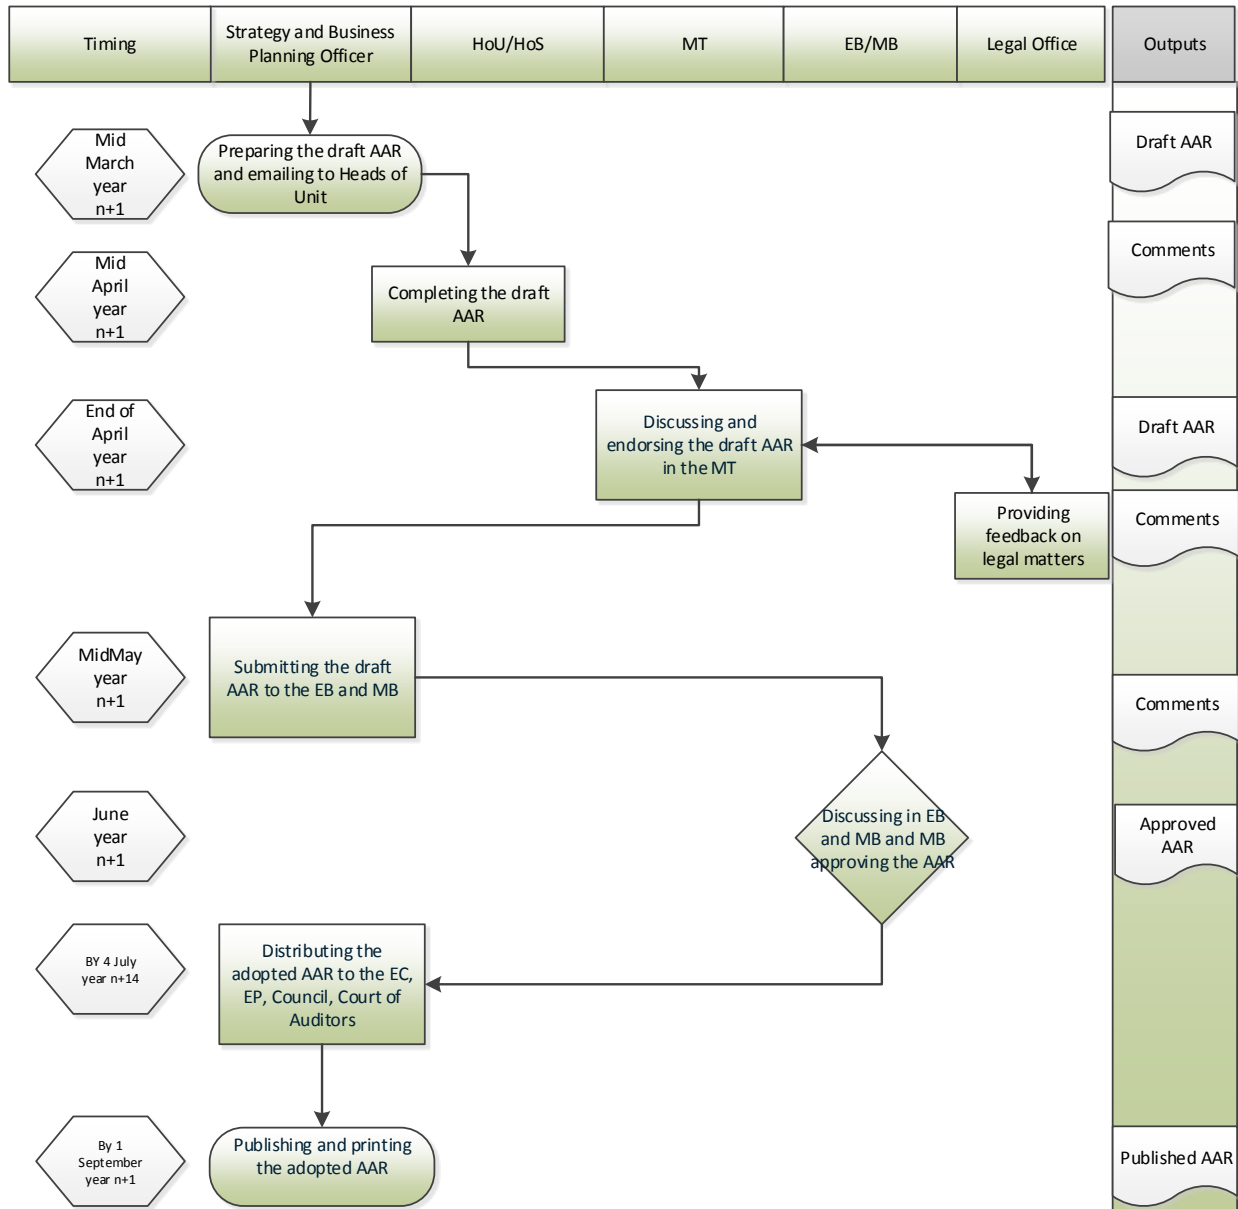 Timing
Strategy and Business
Planning Officer
HoU/HoS
MT
EB/MB
Legal Office
Outputs
Mid
March
year
n+1
Preparing the draft AAR
and emailing to Heads of
Unit
Draft AAR
Mid
April
year
n+1
Completing the draft
AAR
Comments
End of
April
year
n+1
Discussing and
endorsing the draft AAR
in the MT
Draft AAR
Providing
feedback on
legal matters
Comments
MidMay
year
n+1
Submitting the draft
AAR to the EB and MB
Comments
June
year
n+1
Discussing in EB
and MB and MB
approving the AAR
Approved
AAR
BY 4 July
year n+14
Distributing the
adopted AAR to the EC,
EP, Council, Court of
Auditors
By 1
September
year n+1
Publishing and printing
the adopted AAR
Published AAR